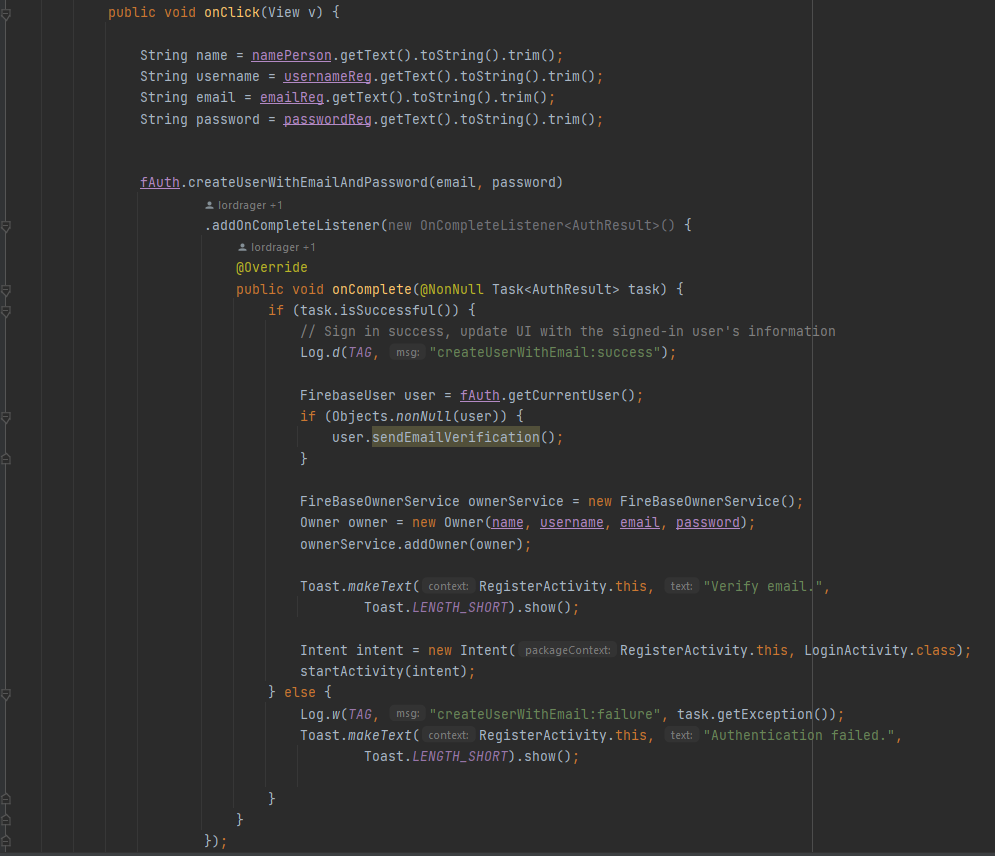 public void onClick(View v) {
String name = namePerson.getText().toString().trim();
String username = usernameReg.getText().toString().trim();
String email = emailReg.getText().toString().trim();
String password = passwordReg.getText().toString().trim();
fAuth.createUserWithEmailAndPassword(email, password)
lordrager +1
.addOnCompleteListener(new OnCompleteListener<AuthResult>() {
lordrager +1
@Override
public void onComplete(@NonNull Task<AuthResult> task) {
if (task.isSuccessful()) {
// Sign in success, update UI with the signed-in user's information
Log.d(TAG, msg: "createUserWithEmail:success");
FirebaseUser user = fAuth.getCurrentUser();
if (Objects.nonNull(user)) {
user.sendEmailVerification();
}
FireBaseOwnerService ownerService = new FireBaseOwnerService();
Owner owner = new Owner(name, username, email, password);
ownerService.addOwner(owner);
Toast.makeText( context: RegisterActivity.this, text: "Verify email.",
Toast.LENGTH_SHORT).show();
Intent intent = new Intent( packageContext: RegisterActivity.this, LoginActivity.class);
startActivity(intent);
} else {
Log.w(TAG, msg: "createUserWithEmail:failure", task.getException());
Toast.makeText( context: RegisterActivity.this, text: "Authentication failed.",
Toast.LENGTH_SHORT).show();
}
}
});